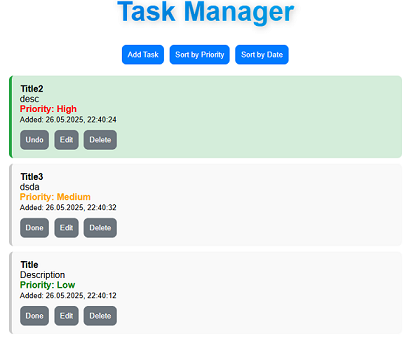 Task Manager
Add Task Sort by Priority Sort by Date
Title2
desc
Priority: High
Added: 26.05.2025, 22:40:24
Undo Edit Delete
Title3
dsda
Priority: Medium
Added: 26.05.2025, 22:40:32
Done Edit Delete
Title
Description
Priority: Low
Added: 26.05.2025, 22:40:12
Done Edit Delete